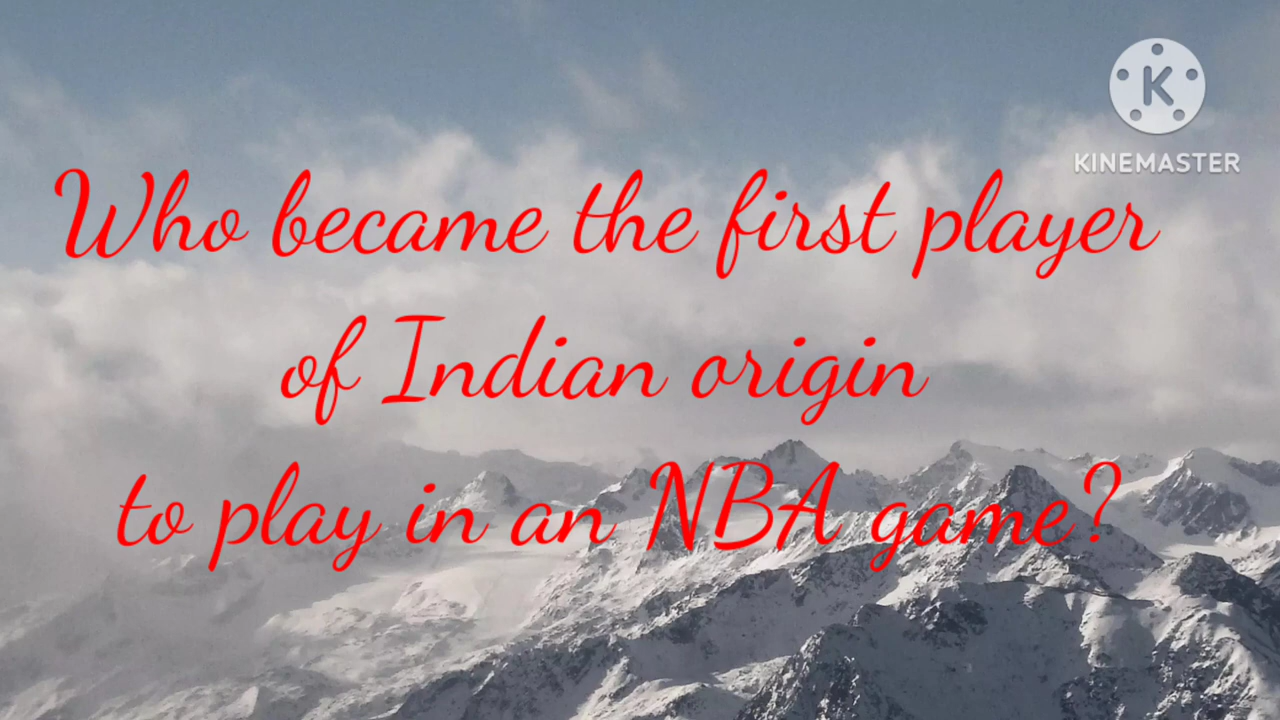 KINEMASTER
Who became the first player
of Indian origin
to play in an NBA game?